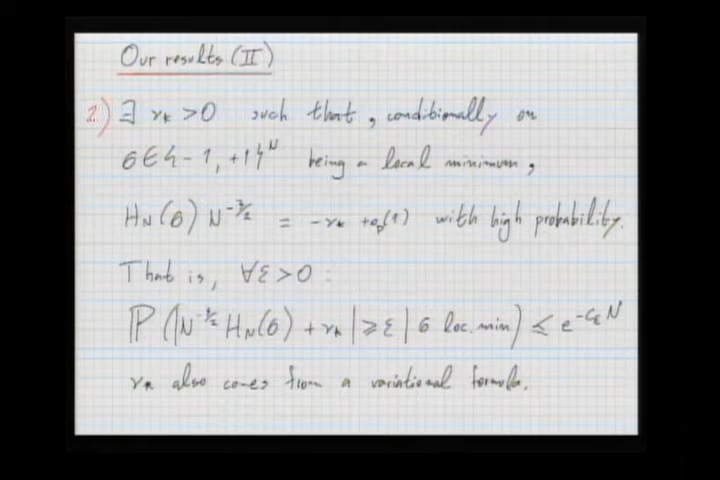 Our results (II)
2.) ∃ r* > 0 such that, conditionally on
σ ∈ {-1, +1}^N being a local minimum,
H_N(σ) N^{-3/2} = -r* + o_p(1) with high probability.
That is, ∀ε > 0 :
ℙ(|N^{-3/2} H_N(σ) + r*| ⩾ ε | σ loc. min) ≤ e^{-c_ε N}
r* also comes from a variational formula.